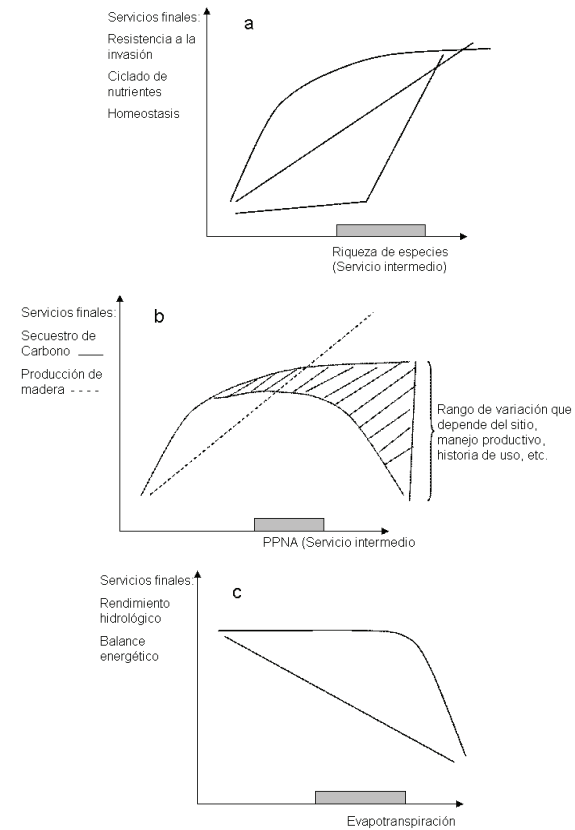 Servicios finales:
a
Resistencia a la
invasión
Ciclado de
nutrientes
Homeostasis
Riqueza de especies
(Servicio intermedio)
Servicios finales:
b
Secuestro de
Carbono
Producción de
madera
Rango de variación que
depende del sitio,
manejo productivo,
historia de uso, etc.
PPNA (Servicio intermedio
Servicios finales:
c
Rendimiento
hidrológico
Balance
energético
Evapotranspiración